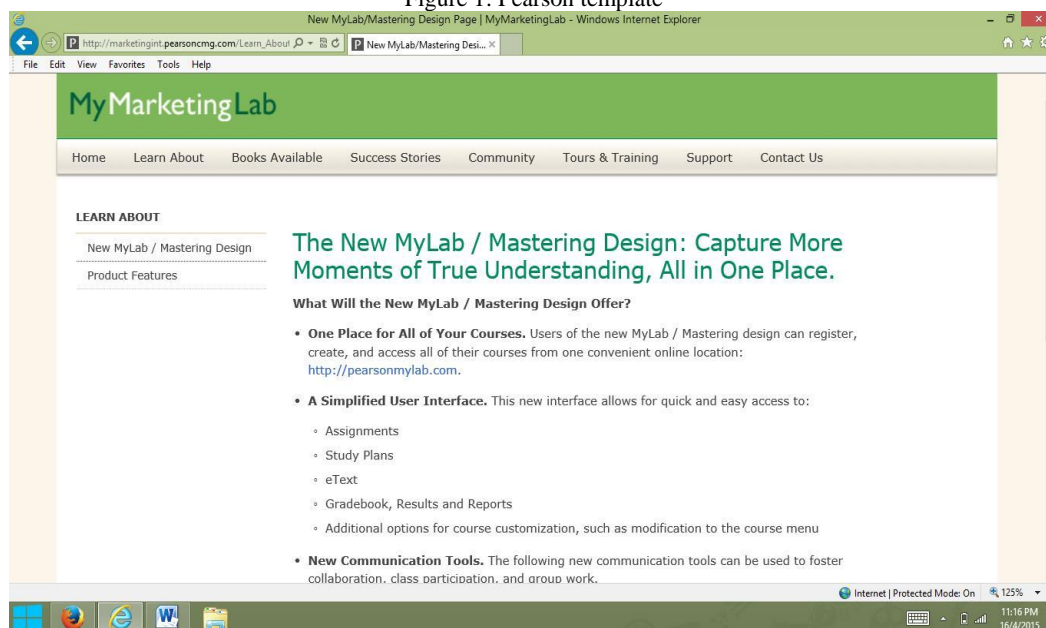 Figure 1: Pearson template
New MyLab/Mastering Design Page | MyMarketingLab - Windows Internet Explorer
http://marketingint.pearsoncmg.com/Learn_About
New MyLab/Mastering Desi...
File Edit View Favorites Tools Help
MyMarketingLab
Home Learn About Books Available Success Stories Community Tours & Training Support Contact Us
LEARN ABOUT
New MyLab / Mastering Design
Product Features
The New MyLab / Mastering Design: Capture More
Moments of True Understanding, All in One Place.
What Will the New MyLab / Mastering Design Offer?
• One Place for All of Your Courses. Users of the new MyLab / Mastering design can register,
create, and access all of their courses from one convenient online location:
http://pearsonmylab.com.
• A Simplified User Interface. This new interface allows for quick and easy access to:
◦ Assignments
◦ Study Plans
◦ eText
◦ Gradebook, Results and Reports
◦ Additional options for course customization, such as modification to the course menu
• New Communication Tools. The following new communication tools can be used to foster
collaboration, class participation, and group work.
Internet | Protected Mode: On 125%
11:16 PM
16/4/2015